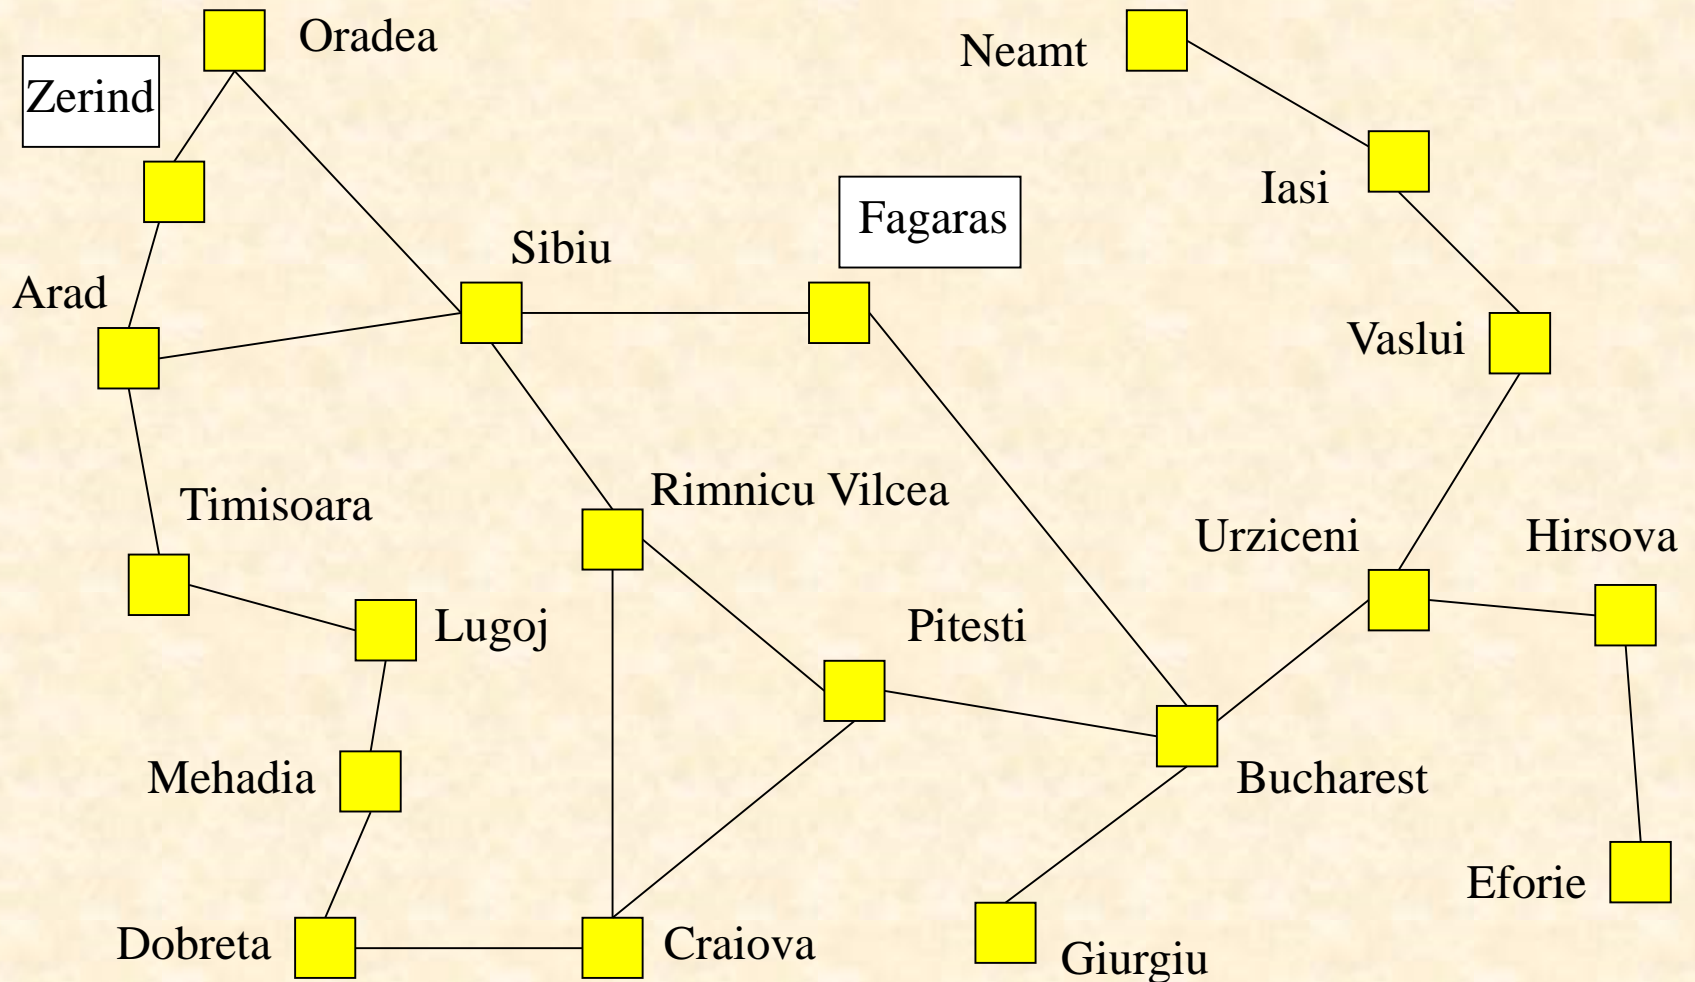 Oradea
Neamt
Zerind
Iasi
Fagaras
Sibiu
Arad
Vaslui
Rimnicu Vilcea
Timisoara
Urziceni
Hirsova
Lugoj
Pitesti
Mehadia
Bucharest
Eforie
Dobreta
Craiova
Giurgiu